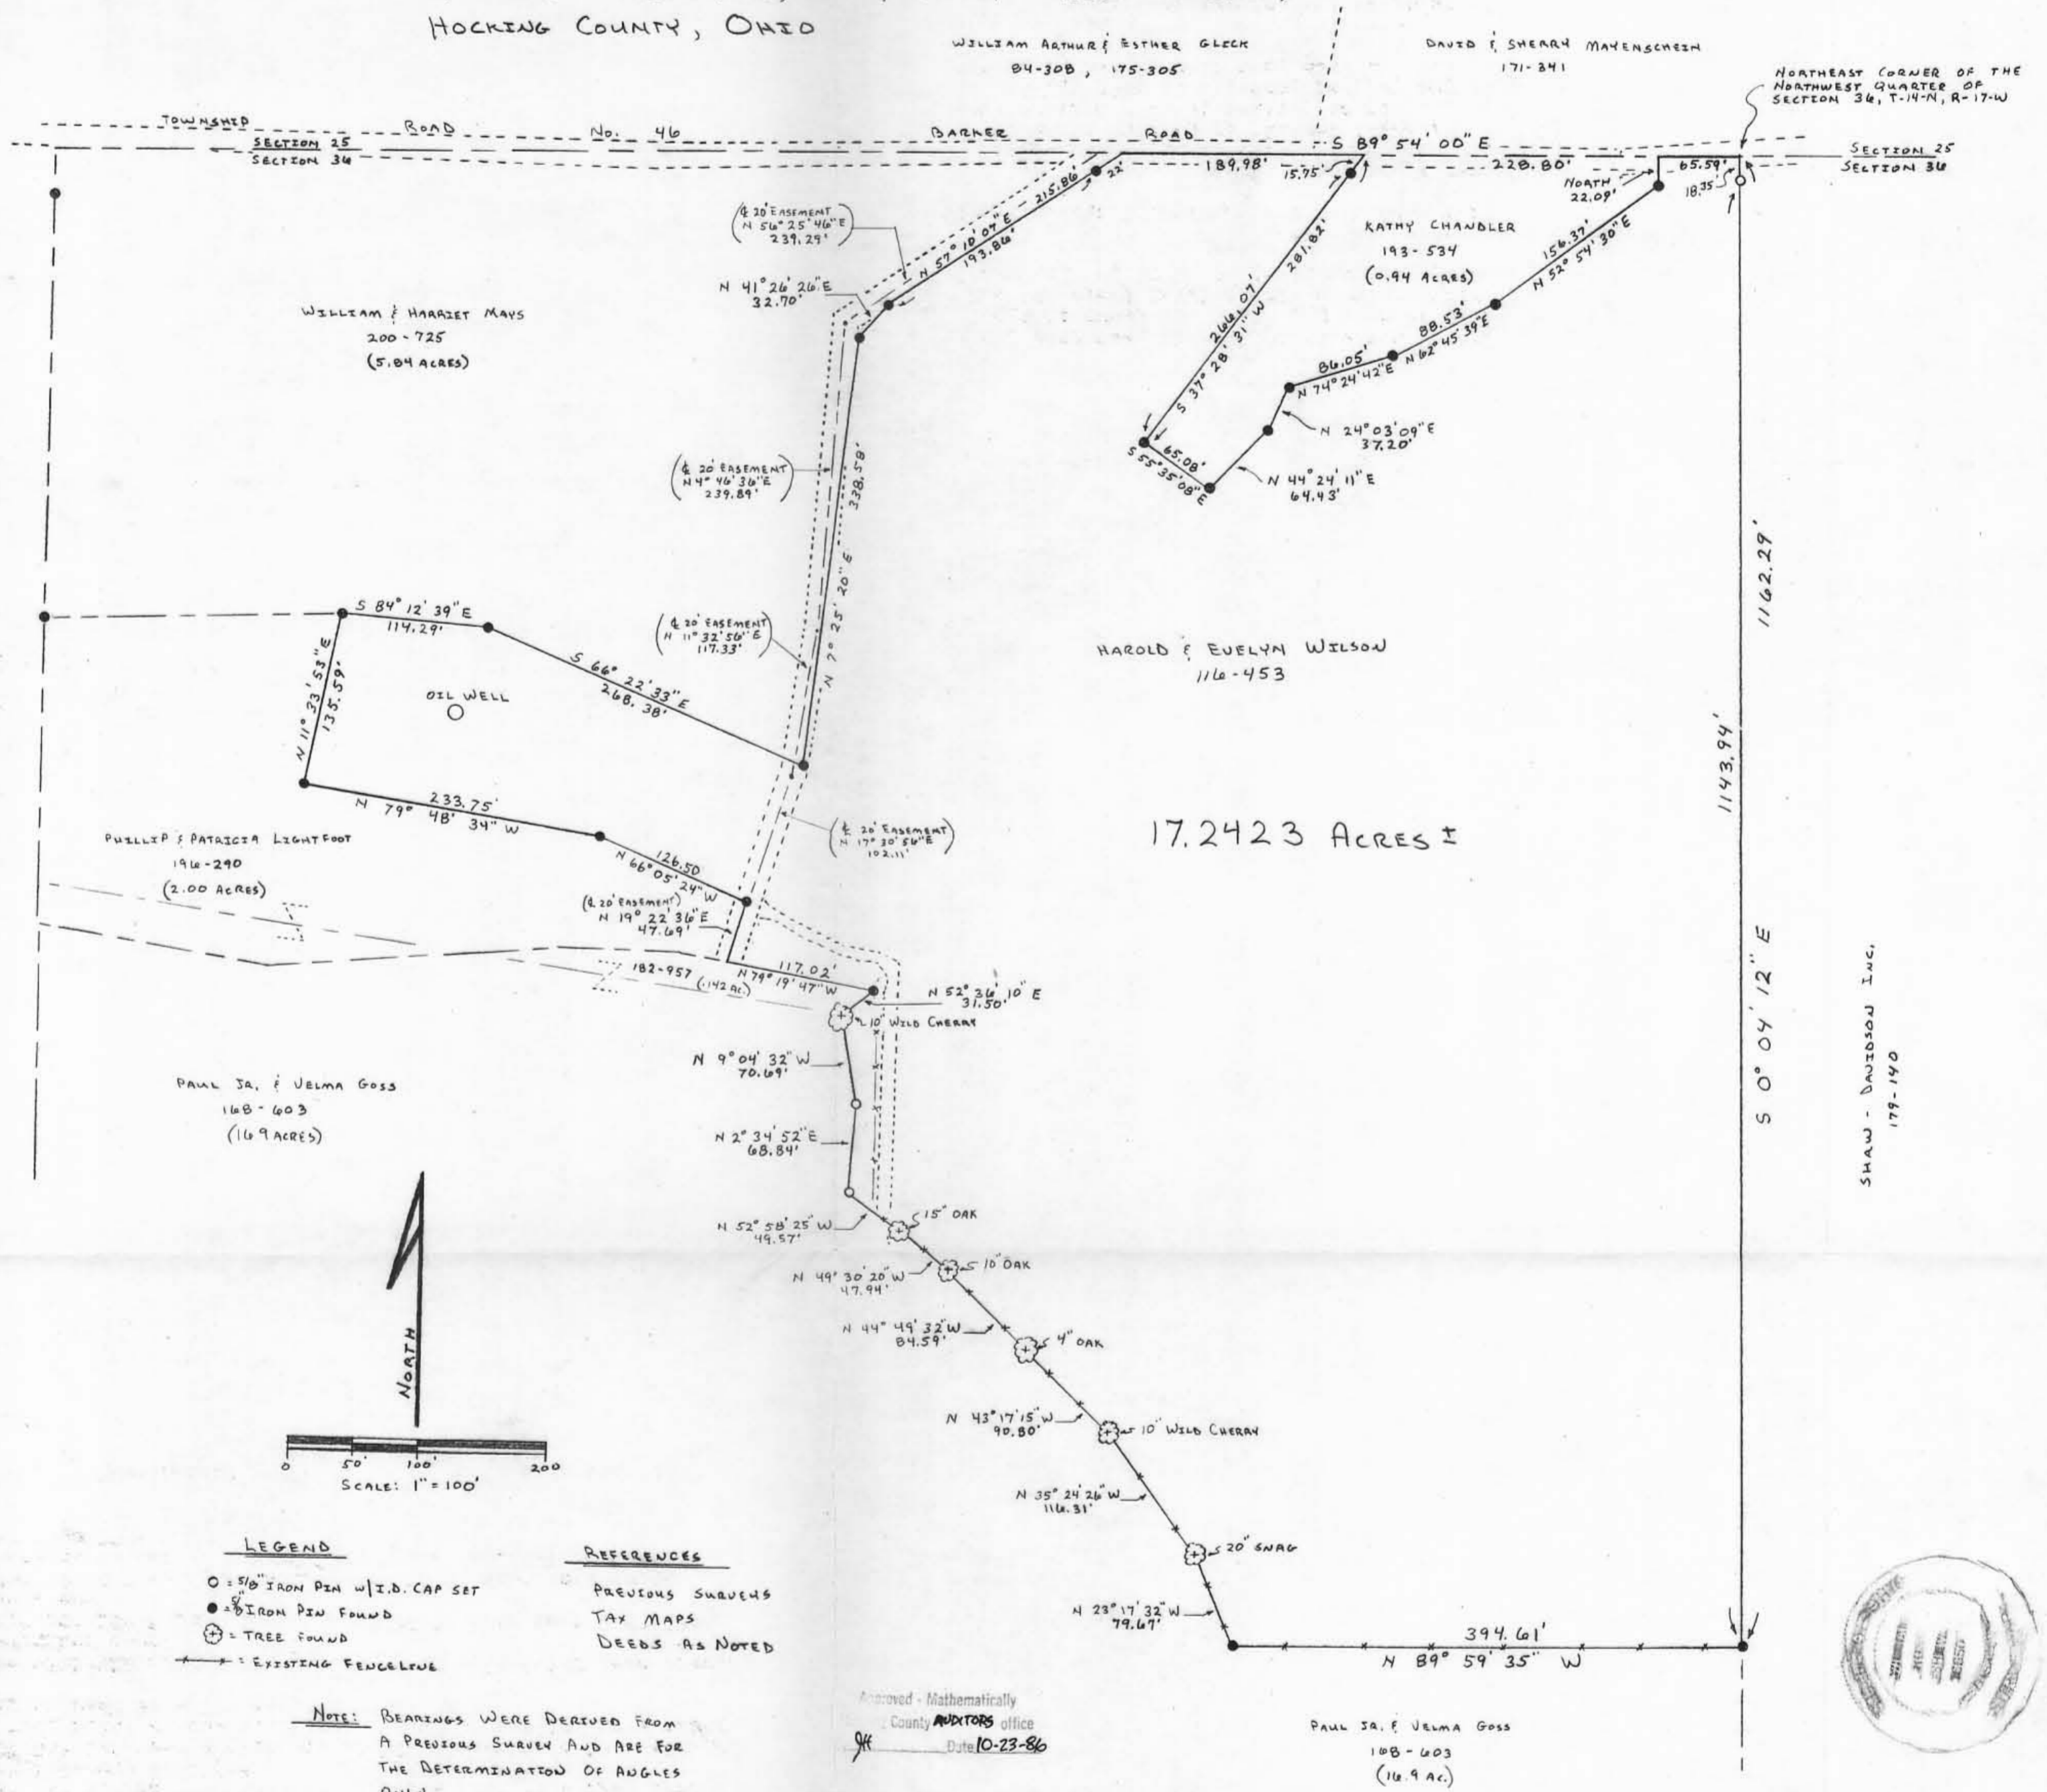 HOCKING COUNTY, OHIO
WILLIAM ARTHUR & ESTHER GLICK
84-308, 175-305
DAVID & SHERRY MAYENSCHEIN
171-341
NORTHEAST CORNER OF THE
NORTHWEST QUARTER OF
SECTION 36, T-14-N, R-17-W
TOWNSHIP ROAD No. 46 BARKER ROAD
S 89° 54' 00" E
SECTION 25
SECTION 36
SECTION 25
SECTION 36
189.98'
15.75'
228.80'
65.59'
18.35'
NORTH
22.09'
22'
215.86'
N 57° 10' 07" E
193.86'
(℄ 20' EASEMENT
N 56° 25' 46" E
239.29')
N 41° 26' 26" E
32.70'
281.82'
266.07'
S 37° 28' 31" W
KATHY CHANDLER
193-534
(0.94 ACRES)
156.37'
N 52° 54' 30" E
88.53'
N 62° 45' 39" E
86.05'
N 74° 24' 42" E
N 24° 03' 09" E
37.20'
N 44° 24' 11" E
64.43'
65.08'
S 55° 35' 08" E
WILLIAM & HARRIET MAYS
200-725
(5.84 ACRES)
(℄ 20' EASEMENT
N 4° 46' 36" E
239.89')
338.58'
N 7° 25' 20" E
(℄ 20' EASEMENT
N 11° 32' 56" E
117.33')
S 84° 12' 39" E
114.29'
S 66° 22' 33" E
268.38'
N 11° 33' 53" E
135.59'
OIL WELL
HAROLD & EVELYN WILSON
116-453
1162.29'
1143.94'
S 0° 04' 12" E
SHAW - DAVIDSON INC.
179-140
233.75'
N 79° 48' 34" W
126.50
N 66° 05' 24" W
(℄ 20' EASEMENT
N 17° 30' 56" E
102.11')
17.2423 ACRES ±
PHILLIP & PATRICIA LIGHTFOOT
196-290
(2.00 ACRES)
(℄ 20' EASEMENT)
N 19° 22' 36" E
47.69'
182-957
(.142 AC.)
117.02'
N 79° 19' 47" W
N 52° 36' 10" E
31.50'
10" WILD CHERRY
N 9° 04' 32" W
70.69'
PAUL JR. & VELMA GOSS
168-603
(16.9 ACRES)
N 2° 34' 52" E
68.84'
N 52° 58' 25" W
49.57'
15" OAK
N 49° 30' 20" W
47.94'
10" OAK
N 44° 49' 32" W
84.59'
4" OAK
N 43° 17' 15" W
90.80'
10" WILD CHERRY
N 35° 24' 26" W
116.31'
20" SNAG
N 23° 17' 32" W
79.67'
394.61'
N 89° 59' 35" W
NORTH
0 50' 100' 200
SCALE: 1" = 100'
LEGEND
O = 5/8" IRON PIN W/I.D. CAP SET
● = 5/8" IRON PIN FOUND
= TREE FOUND
= EXISTING FENCELINE
REFERENCES
PREVIOUS SURVEYS
TAX MAPS
DEEDS AS NOTED
NOTE: BEARINGS WERE DERIVED FROM
A PREVIOUS SURVEY AND ARE FOR
THE DETERMINATION OF ANGLES
Approved - Mathematically
County AUDITORS office
Date 10-23-86
PAUL JR. & VELMA GOSS
168-603
(16.9 AC.)